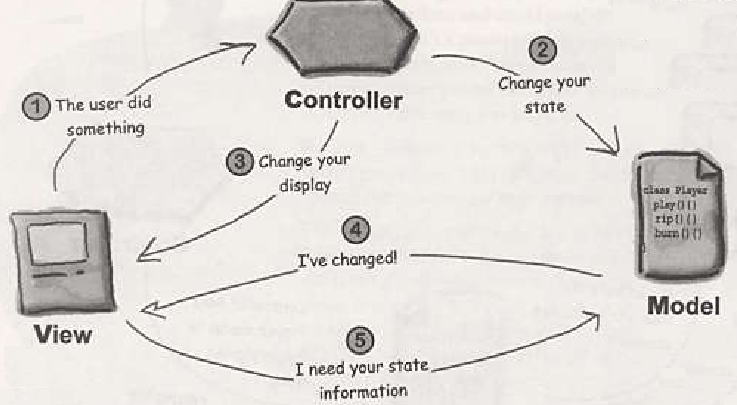 Controller
1 The user did
something
2
Change your
state
3 Change your
display
class Player
play(){}
rip(){}
burn(){}
4
I've changed!
View
Model
5
I need your state
information